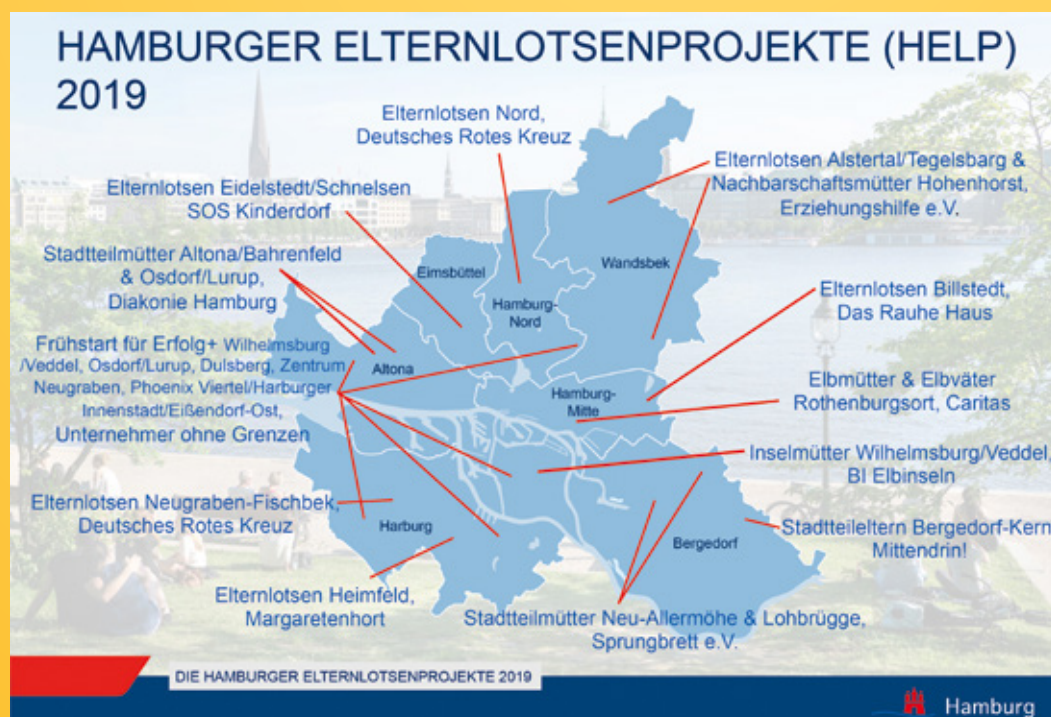 HAMBURGER ELTERNLOTSENPROJEKTE (HELP)
2019
Elternlotsen Nord,
Deutsches Rotes Kreuz
Elternlotsen Alstertal/Tegelsbarg &
Nachbarschaftsmütter Hohenhorst,
Erziehungshilfe e.V.
Elternlotsen Eidelstedt/Schnelsen
SOS Kinderdorf
Stadtteilmütter Altona/Bahrenfeld
& Osdorf/Lurup,
Diakonie Hamburg
Eimsbüttel
Hamburg-
Nord
Wandsbek
Elternlotsen Billstedt,
Das Rauhe Haus
Frühstart für Erfolg+ Wilhelmsburg
/Veddel, Osdorf/Lurup, Dulsberg, Zentrum
Neugraben, Phoenix Viertel/Harburger
Innenstadt/Eißendorf-Ost,
Unternehmer ohne Grenzen
Altona
Hamburg-
Mitte
Elbmütter & Elbväter
Rothenburgsort, Caritas
Inselmütter Wilhelmsburg/Veddel,
BI Elbinseln
Elternlotsen Neugraben-Fischbek,
Deutsches Rotes Kreuz
Harburg
Bergedorf
Stadtteileltern Bergedorf-Kern
Mittendrin!
Elternlotsen Heimfeld,
Margaretenhort
Stadtteilmütter Neu-Allermöhe & Lohbrügge,
Sprungbrett e.V.
DIE HAMBURGER ELTERNLOTSENPROJEKTE 2019
Hamburg